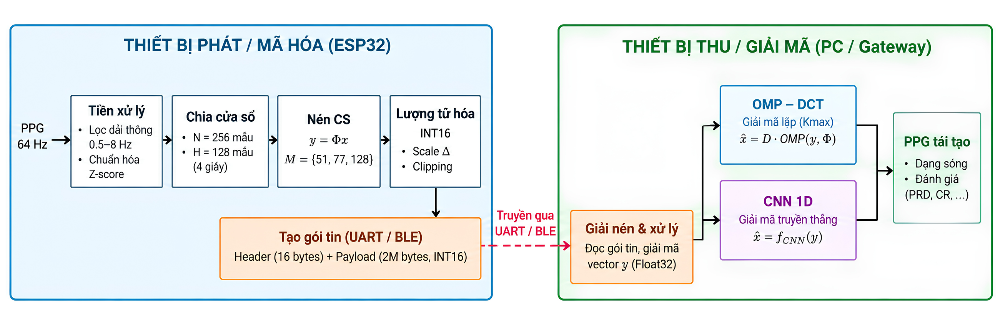 THIẾT BỊ PHÁT / MÃ HÓA (ESP32)
PPG
64 Hz
Tiền xử lý
• Lọc dải thông
0.5–8 Hz
• Chuẩn hóa
Z-score
Chia cửa sổ
• N = 256 mẫu
• H = 128 mẫu
(4 giáy)
Nén CS
y = Φx
M = {51, 77, 128}
Lượng tữ hóa
INT16
• Scale Δ
• Clipping
Tạo gói tin (UART / BLE)
Header (16 bytes) + Payload (2M bytes, INT16)
Truyền qua
UART / BLE
THIẾT BỊ THU / GIẢI MÃ (PC / Gateway)
Giải nén & xử lý
Đọc gói tin, giải mã
vector y (Float32)
OMP – DCT
Giải mã lặp (Kmax)
x̂ = D · OMP(y, Φ)
CNN 1D
Giải mã truyền thẳng
x̂ = f_CNN(y)
PPG tái tạo
• Dạng sóng
• Đánh giá
(PRD, CR, ...)